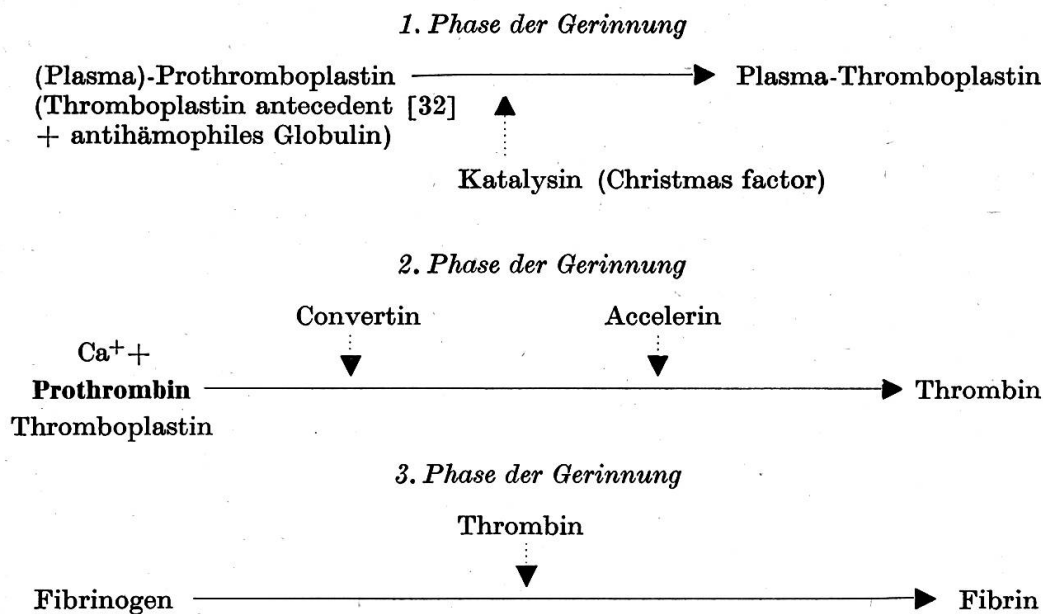 1. Phase der Gerinnung
(Plasma)-Prothromboplastin Plasma-Thromboplastin
(Thromboplastin antecedent [32]
+ antihämophiles Globulin)
Katalysin (Christmas factor)
2. Phase der Gerinnung
Convertin Accelerin
Ca⁺+
Prothrombin Thrombin
Thromboplastin
3. Phase der Gerinnung
Thrombin
Fibrinogen Fibrin